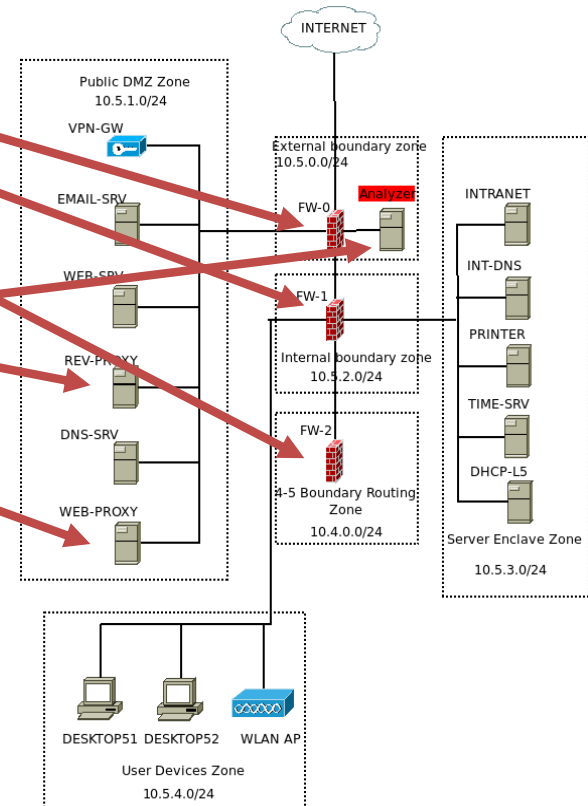 INTERNET
Public DMZ Zone
10.5.1.0/24
VPN-GW
EMAIL-SRV
WEB-SRV
REV-PROXY
DNS-SRV
WEB-PROXY
External boundary zone
10.5.0.0/24
Analyzer
FW-0
FW-1
Internal boundary zone
10.5.2.0/24
FW-2
4-5 Boundary Routing
Zone
10.4.0.0/24
INTRANET
INT-DNS
PRINTER
TIME-SRV
DHCP-L5
Server Enclave Zone
10.5.3.0/24
DESKTOP51 DESKTOP52 WLAN AP
User Devices Zone
10.5.4.0/24